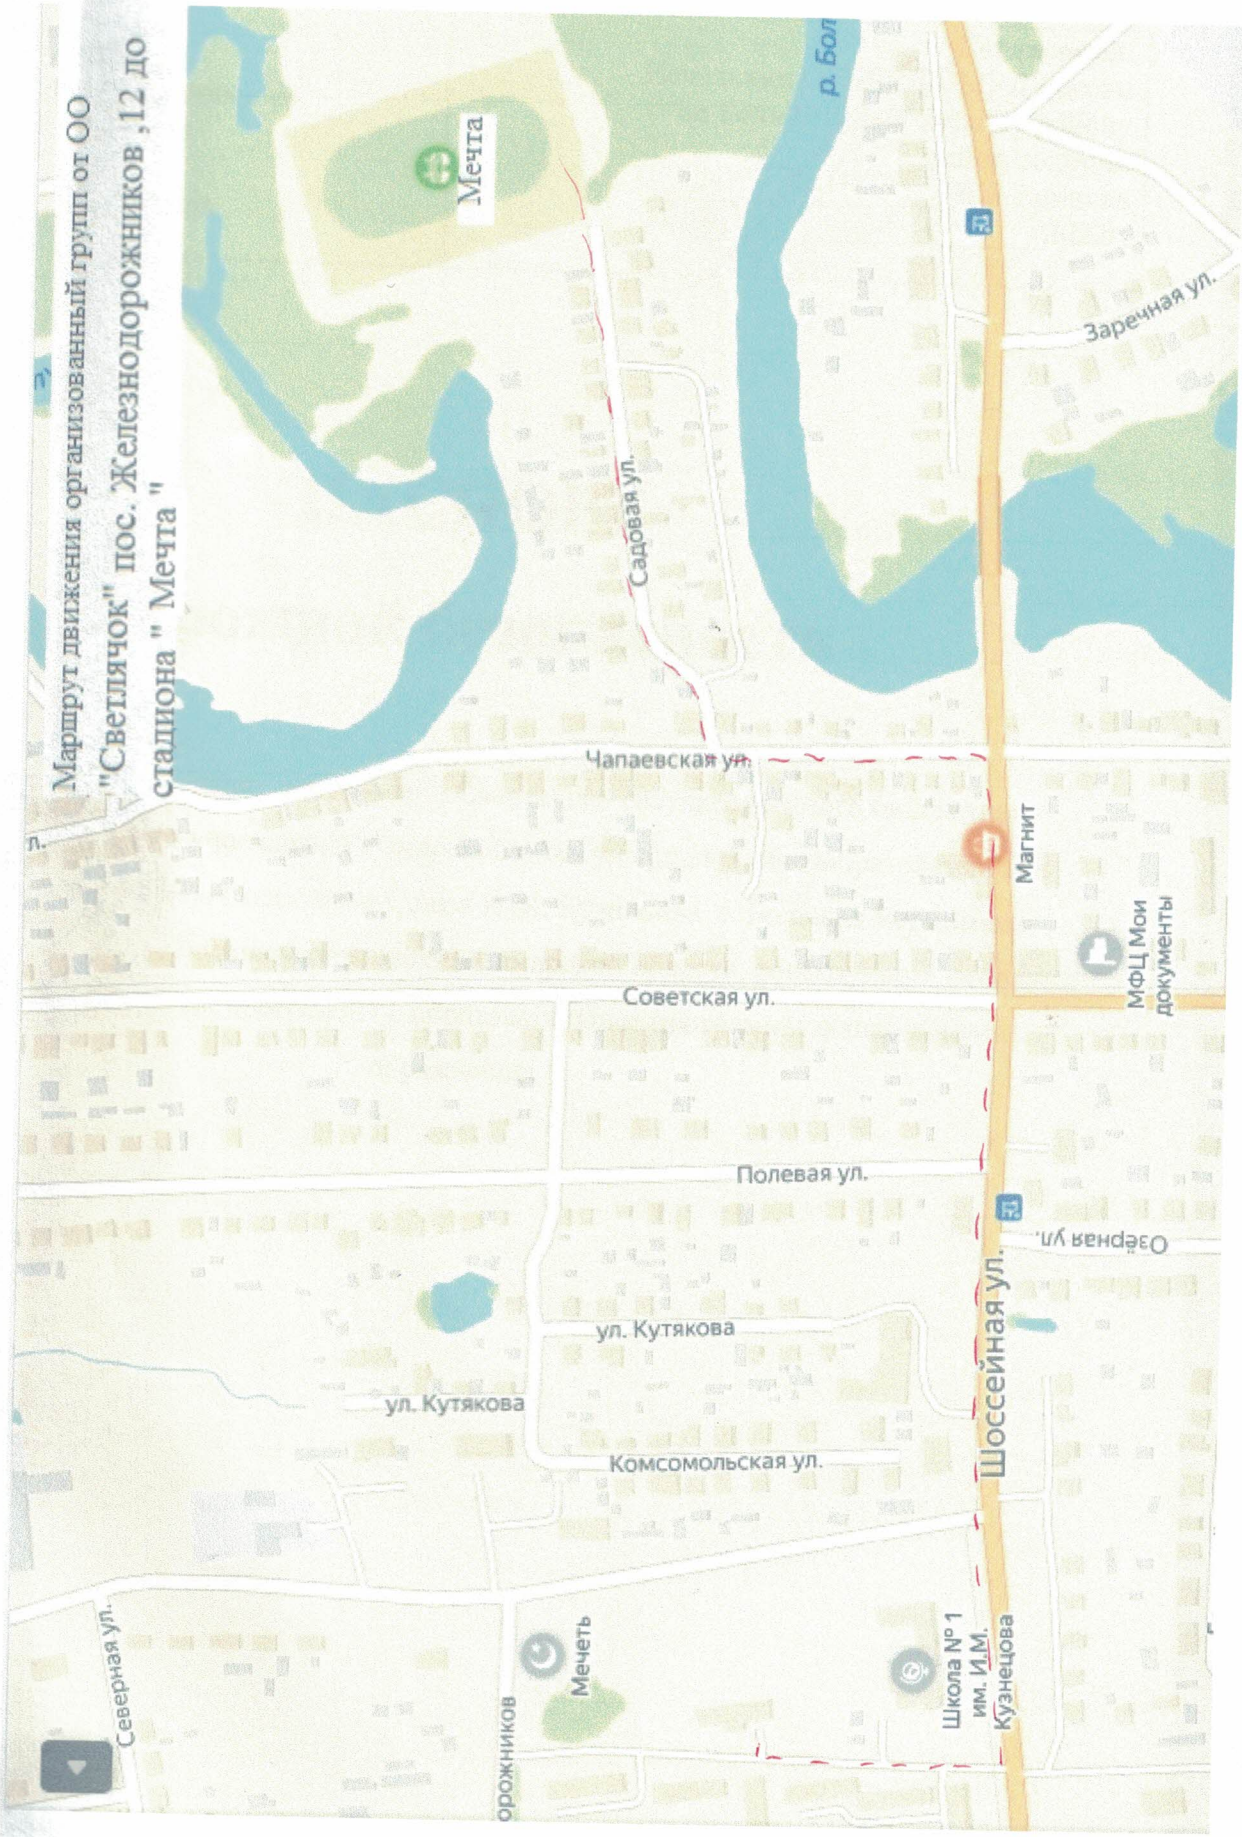 Маршрут движения организованный групп от ОО
"Светлячок" пос. Железнодорожников ,12 до
стадиона " Мечта "
л.
Мечта
р. Бол
Садовая ул.
Заречная ул.
Чапаевская ул.
Магнит
МФЦ Мои
документы
Советская ул.
Полевая ул.
Озёрная ул.
Шоссейная ул.
ул. Кутякова
ул. Кутякова
Комсомольская ул.
Северная ул.
орожников
Мечеть
Школа № 1
им. И.М.
Кузнецова